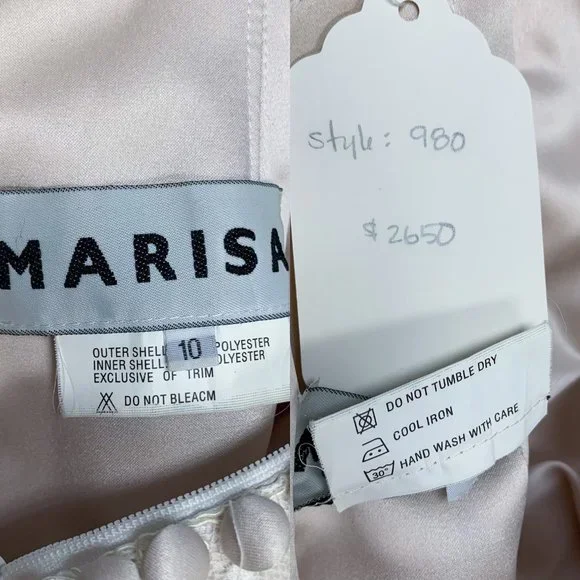 MARISA
10
OUTER SHELL POLYESTER
INNER SHELL OLYESTER
EXCLUSIVE OF TRIM
DO NOT BLEACM
style: 980
$2650
DO NOT TUMBLE DRY
COOL IRON
30° HAND WASH WITH CARE